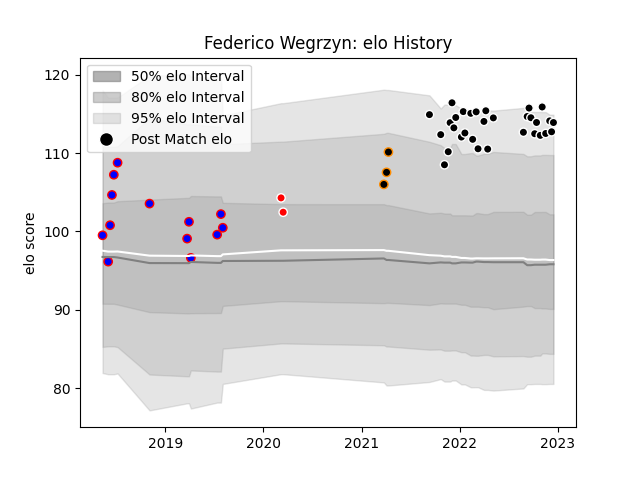 Federico Wegrzyn: elo History
50% elo Interval
80% elo Interval
95% elo Interval
Post Match elo
elo score
120
110
100
90
80
2019
2020
2021
2022
2023